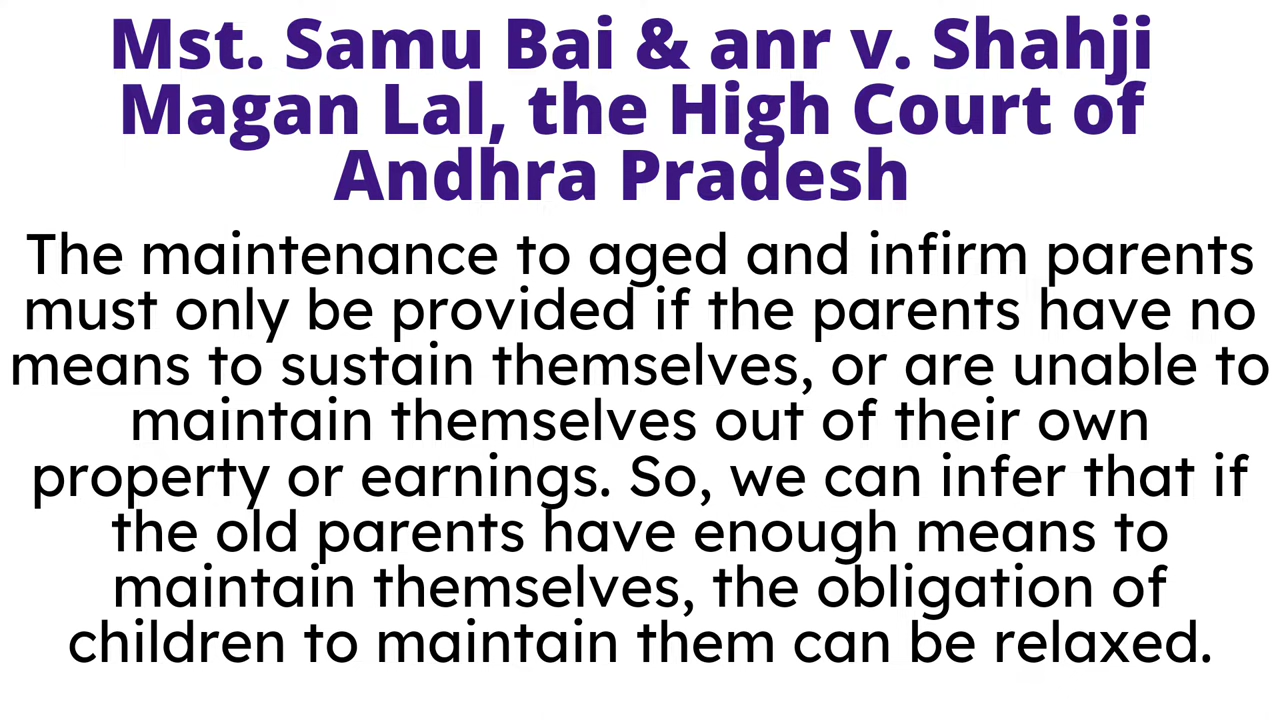 Mst. Samu Bai & anr v. Shahji
Magan Lal, the High Court of
Andhra Pradesh
The maintenance to aged and infirm parents
must only be provided if the parents have no
means to sustain themselves, or are unable to
maintain themselves out of their own
property or earnings. So, we can infer that if
the old parents have enough means to
maintain themselves, the obligation of
children to maintain them can be relaxed.